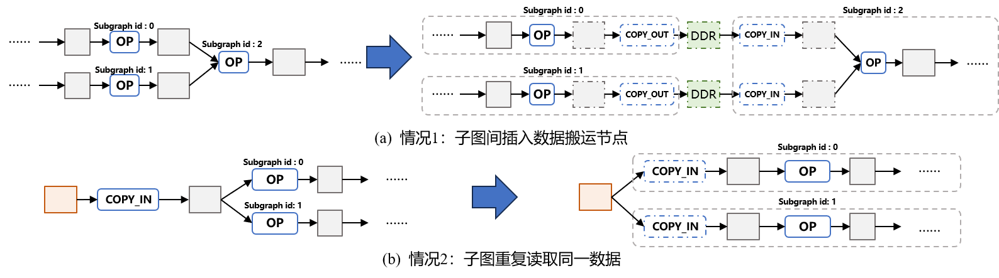 Subgraph id : 0
...... OP
Subgraph id : 2
OP ......
Subgraph id: 1
...... OP
Subgraph id : 0
...... OP COPY_OUT DDR
Subgraph id : 1
...... OP COPY_OUT DDR
Subgraph id : 2
COPY_IN
OP ......
COPY_IN
(a) 情况1：子图间插入数据搬运节点
COPY_IN
Subgraph id : 0
OP ......
Subgraph id: 1
OP ......
Subgraph id : 0
COPY_IN OP ......
Subgraph id: 1
COPY_IN OP ......
(b) 情况2：子图重复读取同一数据